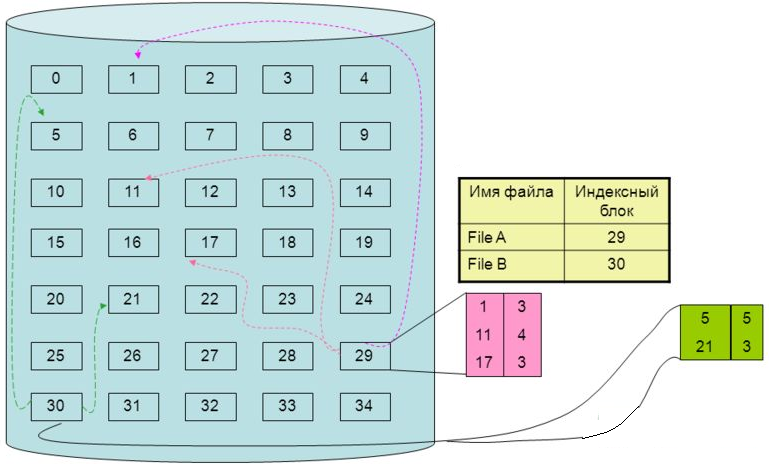 0 1 2 3 4
5 6 7 8 9
10 11 12 13 14
15 16 17 18 19
20 21 22 23 24
25 26 27 28 29
30 31 32 33 34
Имя файла Индексный
блок
File A 29
File B 30
1 3
11 4
17 3
5 5
21 3